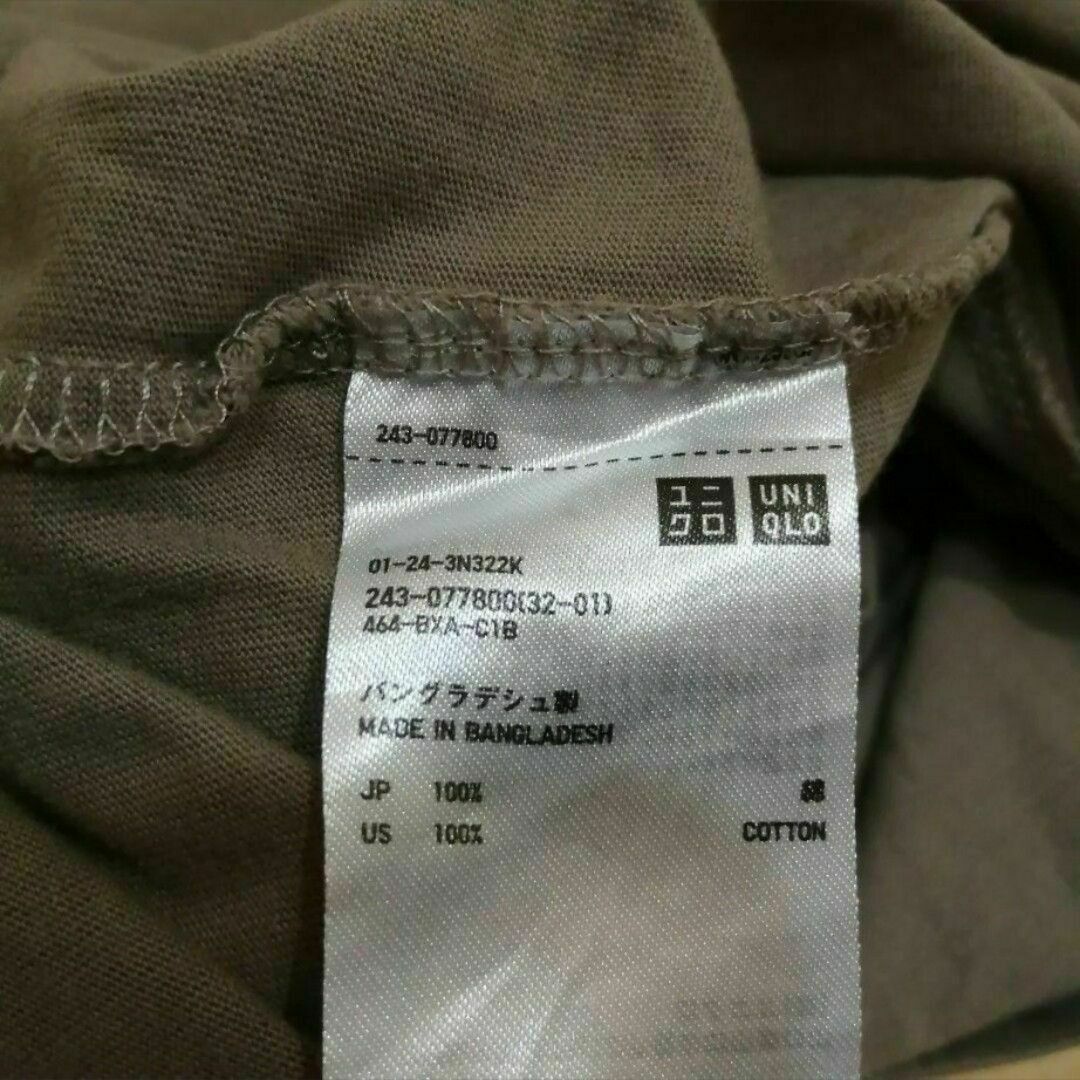 243-077800
ユニ
クロ
UNI
QLO
01-24-3N322K
243-077800(32-01)
464-BXA-C1B
バングラデシュ製
MADE IN BANGLADESH
JP 100% 綿
US 100% COTTON